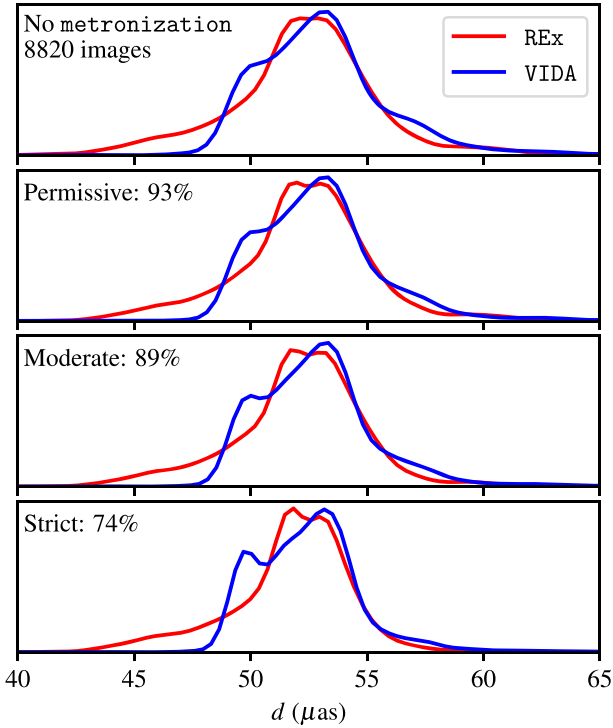 No metronization
8820 images
REx
VIDA
Permissive: 93%
Moderate: 89%
Strict: 74%
40 45 50 55 60 65
d (μas)